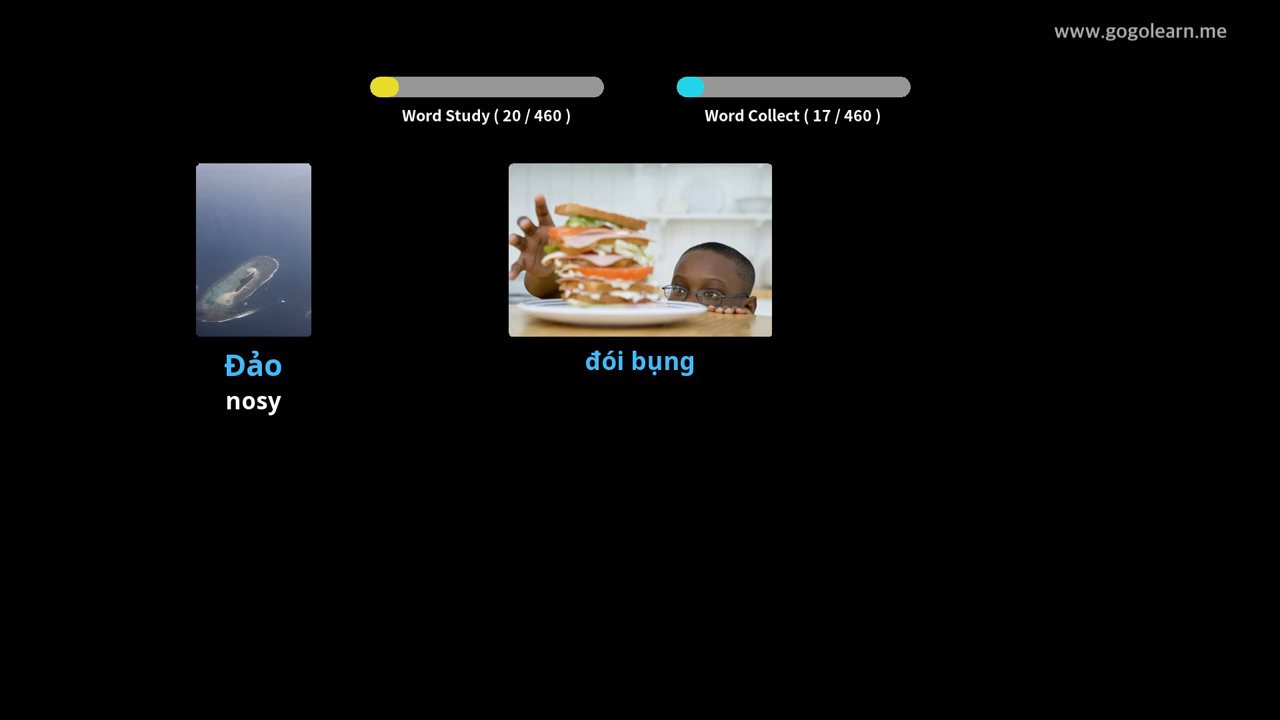 www.gogolearn.me
Word Study ( 20 / 460 )
Word Collect ( 17 / 460 )
Đảo
nosy
đói bụng